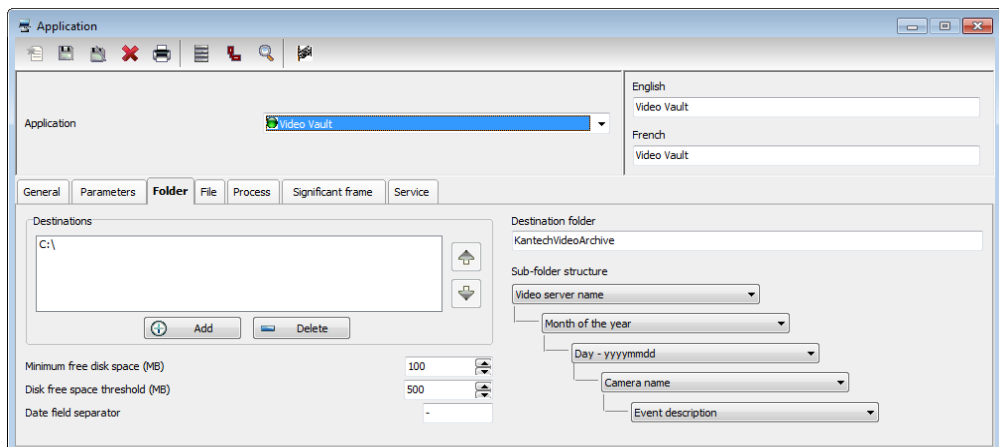 Application
English
Video Vault
Application
Video Vault
French
Video Vault
General
Parameters
Folder
File
Process
Significant frame
Service
Destinations
C:\
Add
Delete
Minimum free disk space (MB)
100
Disk free space threshold (MB)
500
Date field separator
-
Destination folder
KantechVideoArchive
Sub-folder structure
Video server name
Month of the year
Day - yyyymmdd
Camera name
Event description